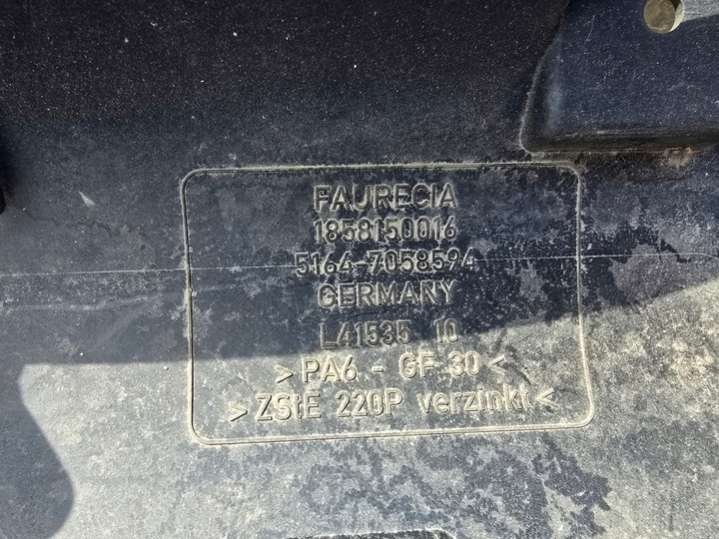 FAURECIA
1858150016
5164-7058594
GERMANY
L41535 10
>PA6 - GF 30<
>ZStE 220P verzinkt<